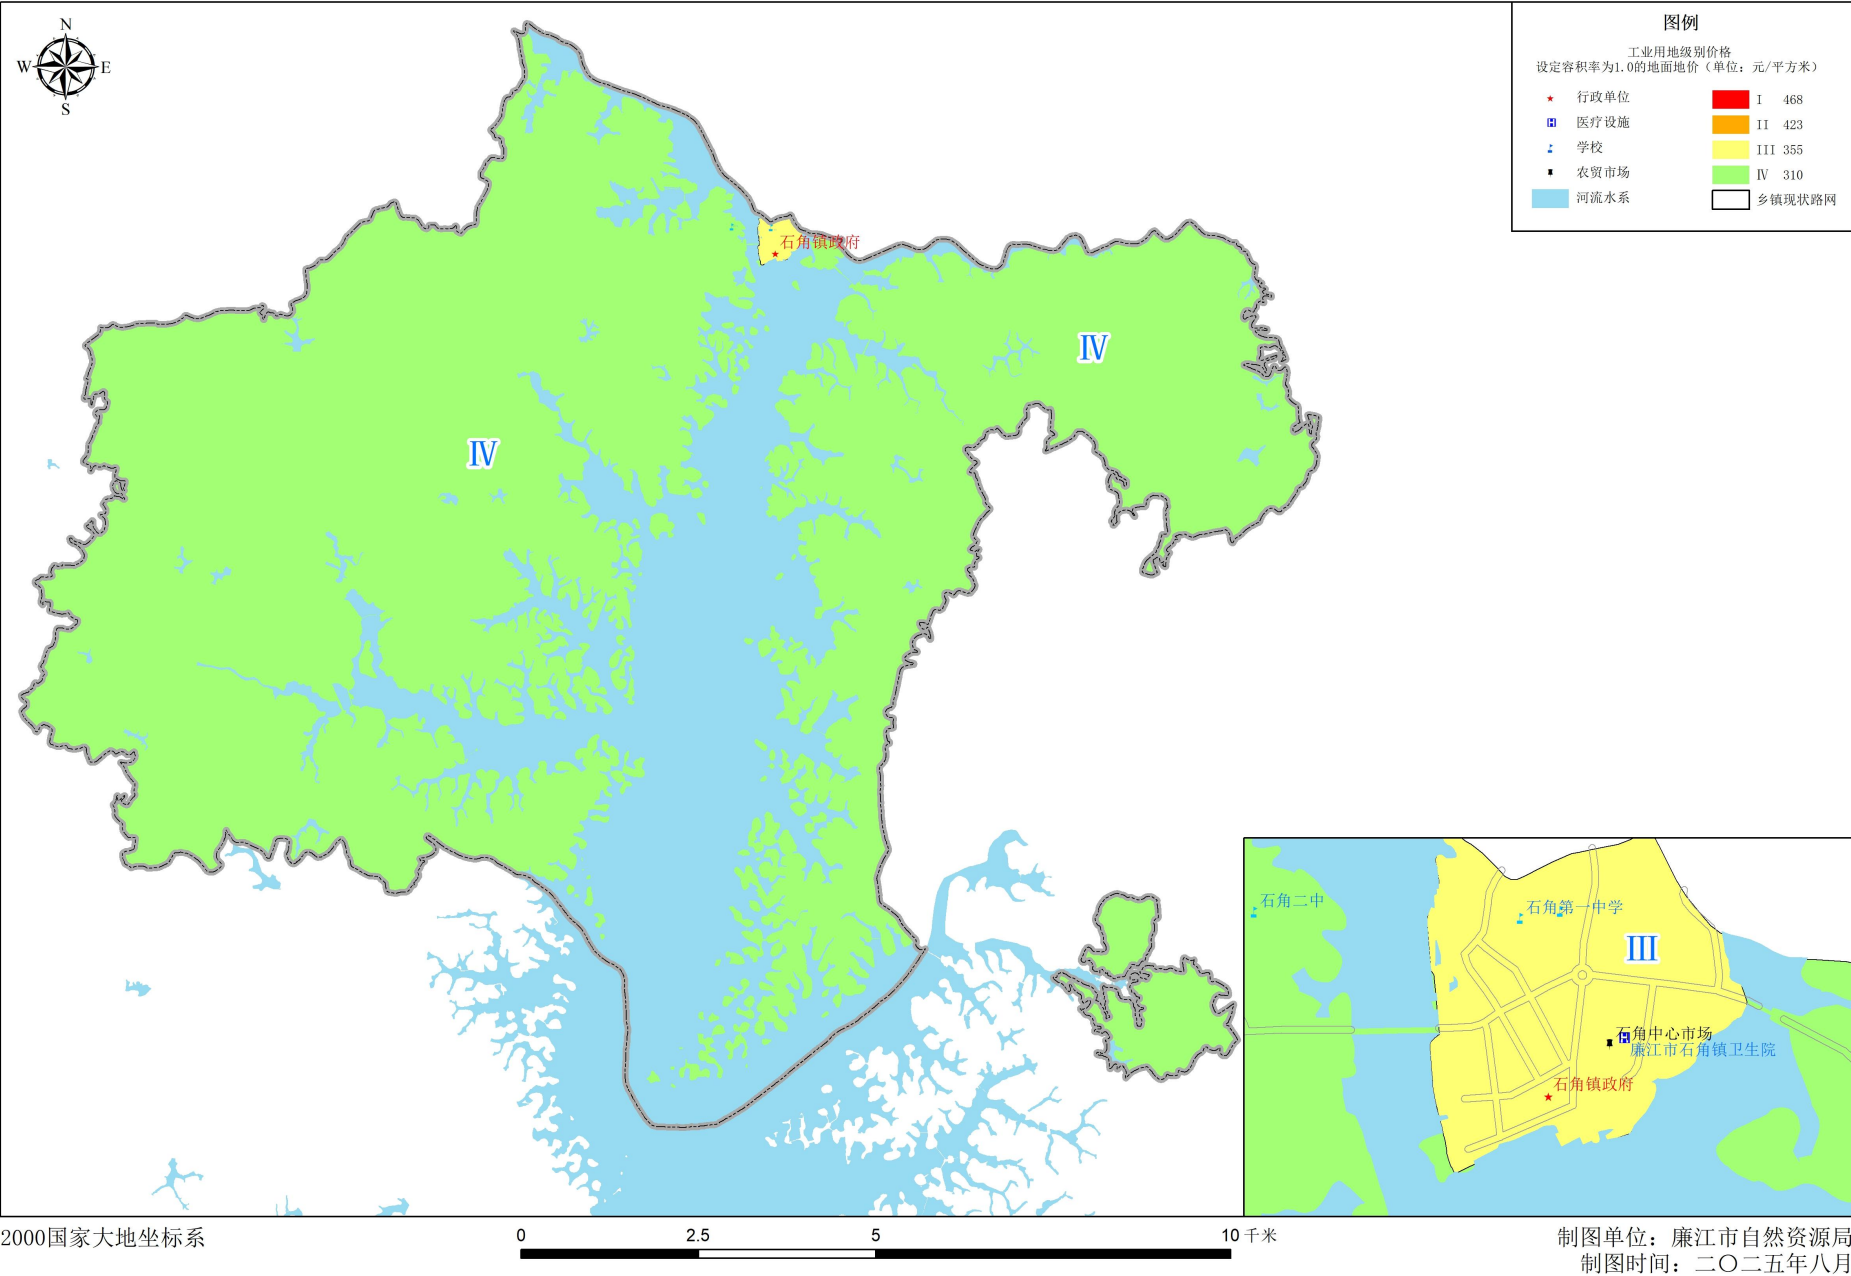 N
W
E
S
图例
工业用地级别价格
设定容积率为1.0的地面地价（单位：元/平方米）
行政单位
医疗设施
学校
农贸市场
河流水系
I 468
II 423
III 355
Ⅳ 310
乡镇现状路网
石角镇政府
Ⅳ
Ⅳ
石角二中
石角第一中学
III
石角中心市场
H
廉江市石角镇卫生院
石角镇政府
2000国家大地坐标系
0 2.5 5 10 千米
制图单位：廉江市自然资源局
制图时间：二〇二五年八月